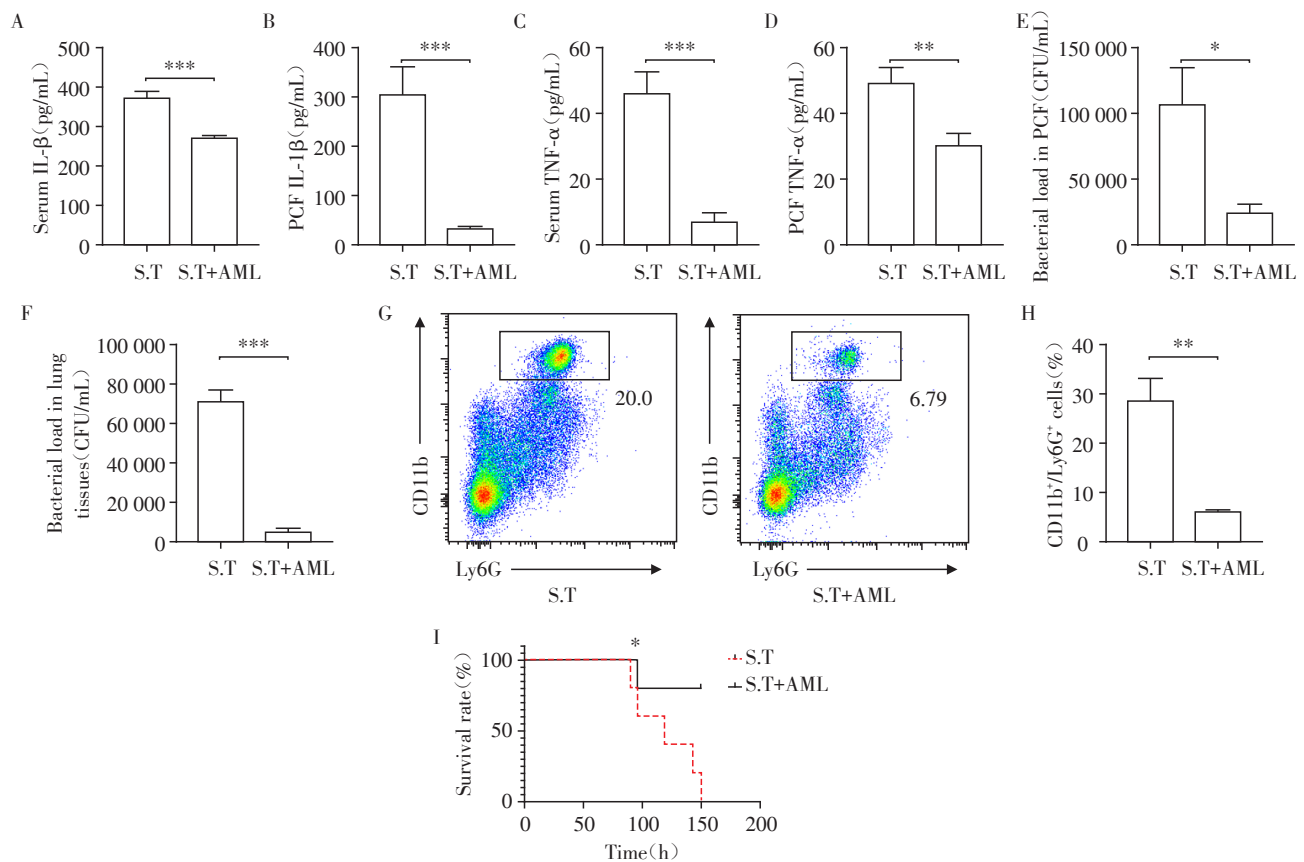 A
Serum IL-β(pg/mL)
500
400
300
200
100
0
***
S.T S.T+AML
B
PCF IL-1β(pg/mL)
400
300
200
100
0
***
S.T S.T+AML
C
Serum TNF-α(pg/mL)
60
40
20
0
***
S.T S.T+AML
D
PCF TNF-α(pg/mL)
60
40
20
0
**
S.T S.T+AML
E
Bacterial load in PCF(CFU/mL)
150 000
100 000
50 000
0
*
S.T S.T+AML
F
Bacterial load in lung
tissues(CFU/mL)
100 000
80 000
60 000
40 000
20 000
0
***
S.T S.T+AML
G
CD11b
20.0
Ly6G
S.T
CD11b
6.79
Ly6G
S.T+AML
H
CD11b⁺/Ly6G⁺ cells(%)
40
30
20
10
0
**
S.T S.T+AML
I
Survival rate(%)
100
50
0
*
0 50 100 150 200
Time(h)
S.T
S.T+AML